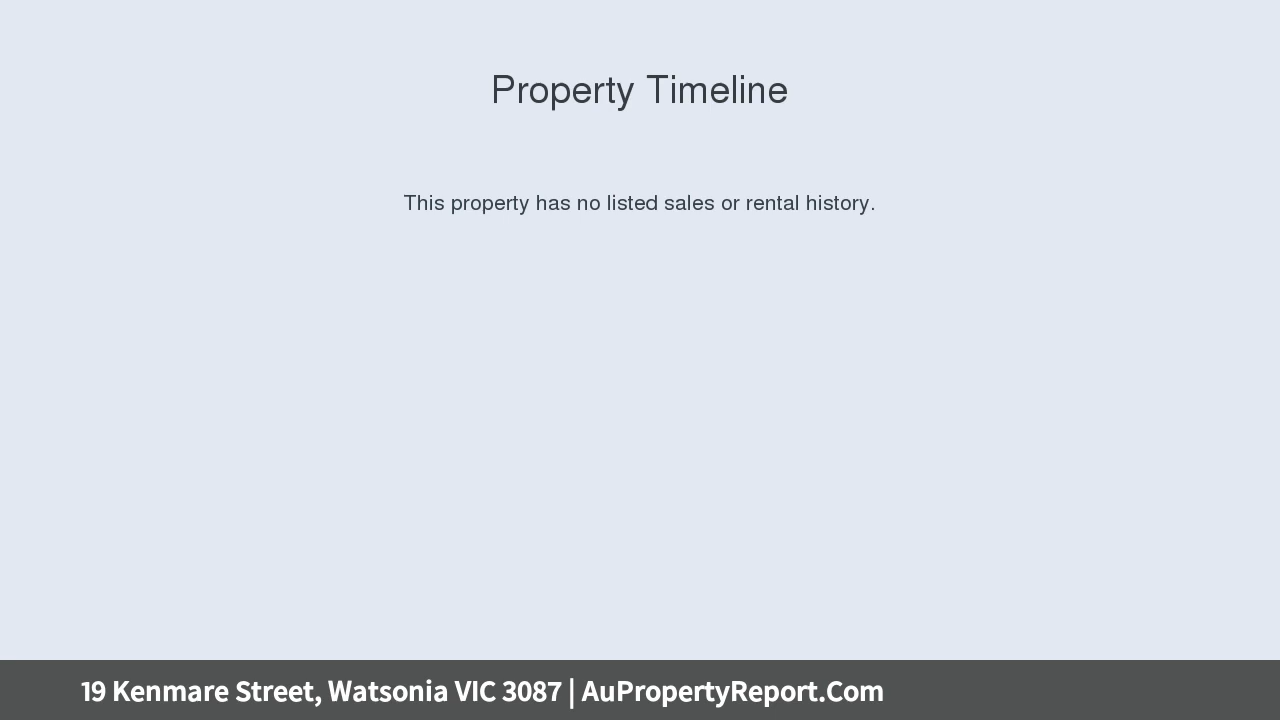 Property Timeline
This property has no listed sales or rental history.
19 Kenmare Street, Watsonia VIC 3087 | AuPropertyReport.Com